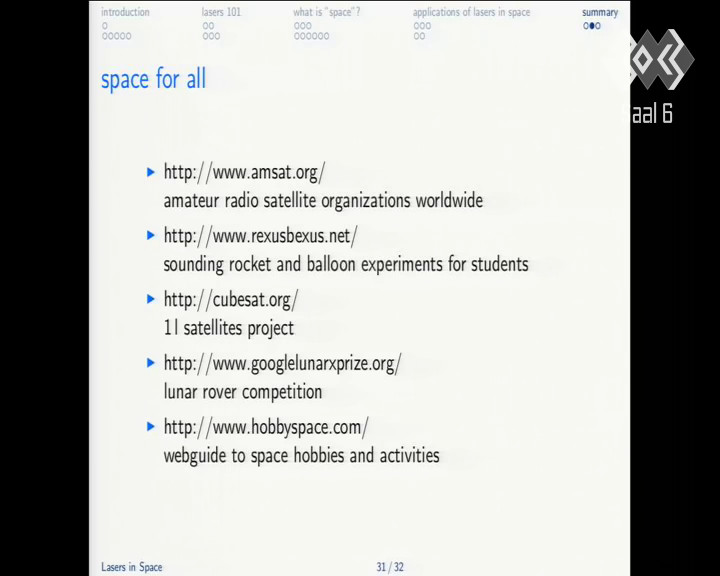 introduction
lasers 101
what is "space"?
applications of lasers in space
summary
space for all
http://www.amsat.org/
amateur radio satellite organizations worldwide
http://www.rexusbexus.net/
sounding rocket and balloon experiments for students
http://cubesat.org/
1l satellites project
http://www.googlelunarxprize.org/
lunar rover competition
http://www.hobbyspace.com/
webguide to space hobbies and activities
Lasers in Space
31 / 32
aal 6